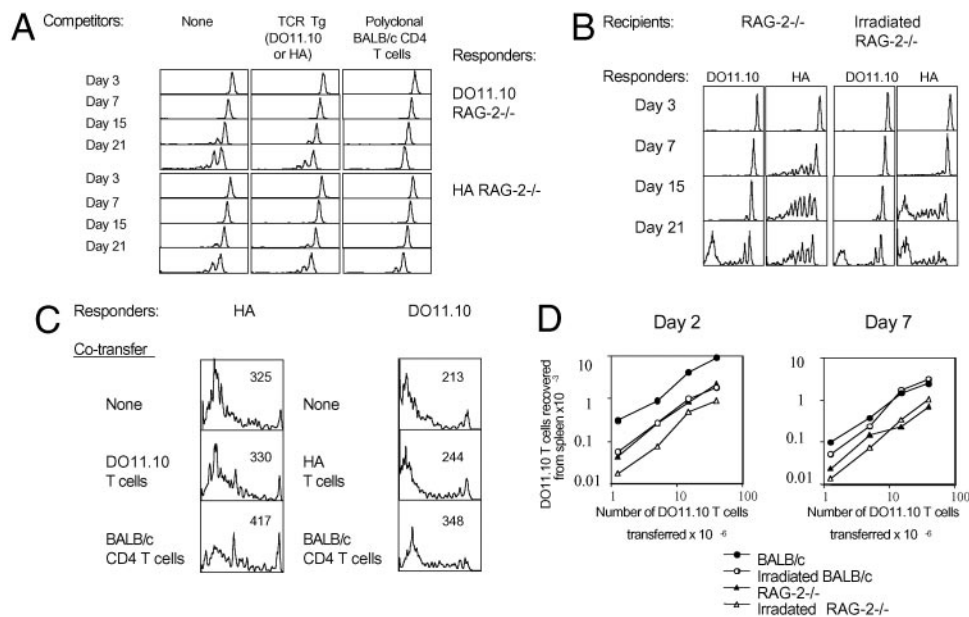 A
Competitors: None TCR Tg (DO11.10 or HA) Polyclonal BALB/c CD4 T cells
Responders:
Day 3
Day 7
Day 15
Day 21
DO11.10 RAG-2-/-
Day 3
Day 7
Day 15
Day 21
HA RAG-2-/-
B
Recipients: RAG-2-/- Irradiated RAG-2-/-
Responders: DO11.10 HA DO11.10 HA
Day 3
Day 7
Day 15
Day 21
C
Responders: HA DO11.10
Co-transfer
None 325 None 213
DO11.10 T cells 330 HA T cells 244
BALB/c CD4 T cells 417 BALB/c CD4 T cells 348
D
Day 2 Day 7
DO11.10 T cells recovered from spleen x10 -7
10
1
0.1
0.01
1 10 100
Number of DO11.10 T cells
transferred x 10 -6
10
1
0.1
0.01
1 10 100
Number of DO11.10 T cells
transferred x 10 -6
BALB/c
Irradiated BALB/c
RAG-2-/-
Irradated RAG-2-/-